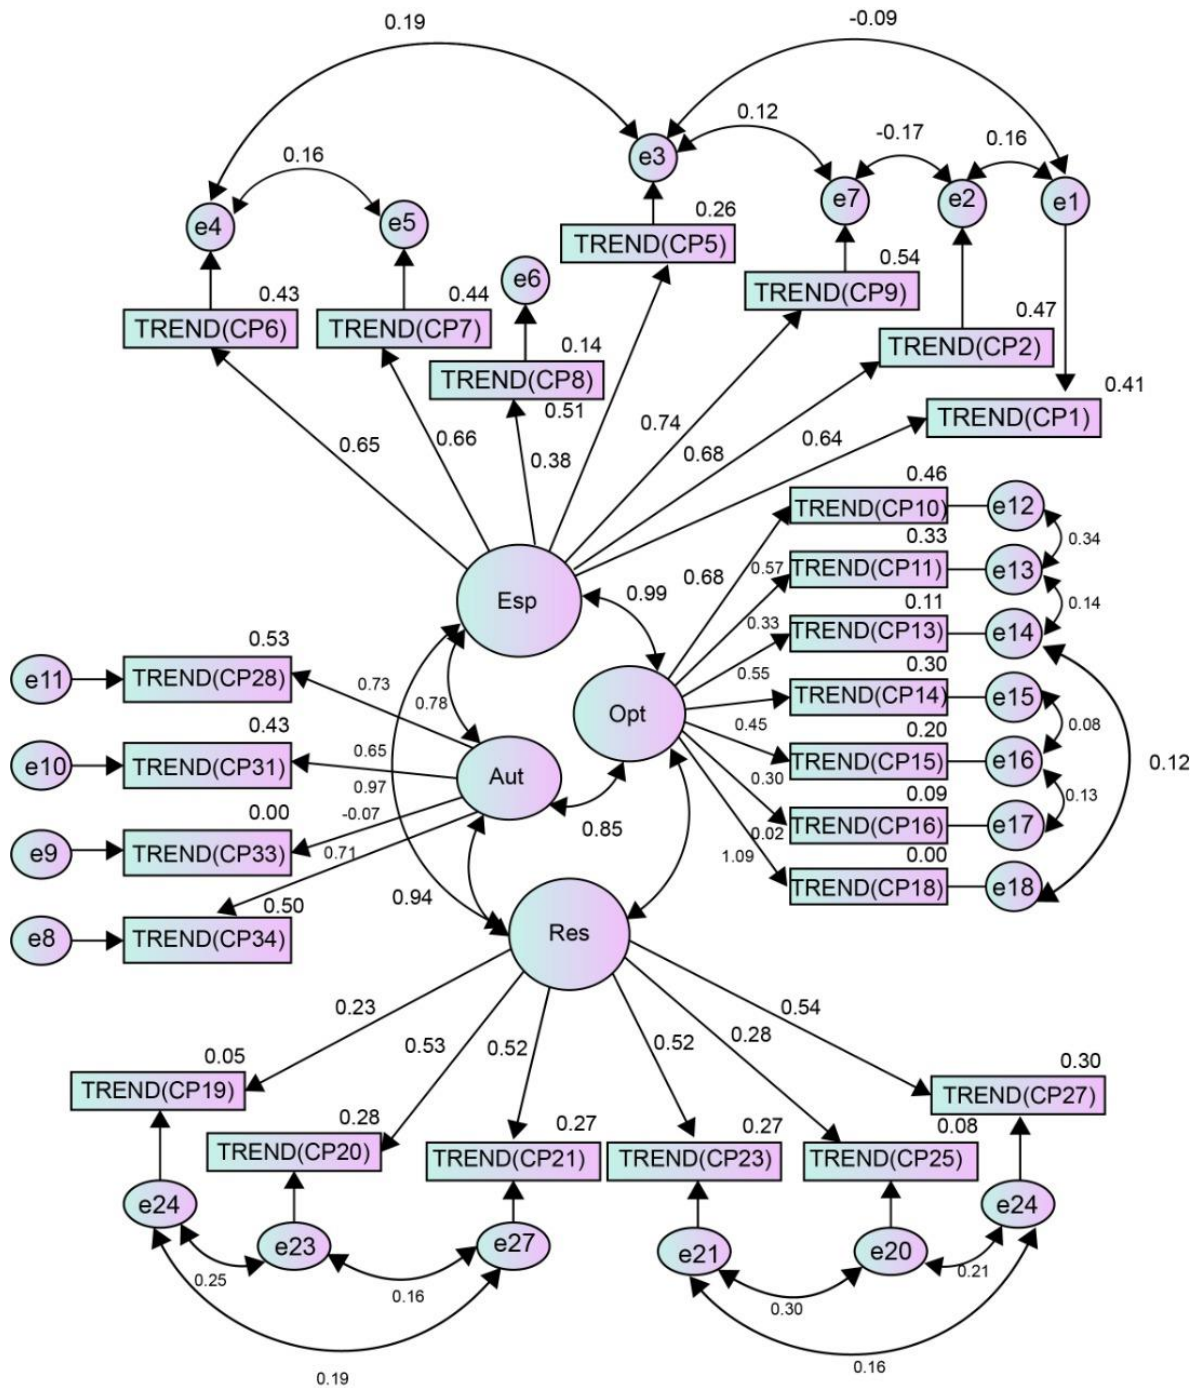 0.19
-0.09
0.12
-0.17
0.16
0.16
e3
e7
e2
e1
e4
e5
0.26
TREND(CP5)
e6
0.54
TREND(CP9)
0.43
TREND(CP6)
0.44
TREND(CP7)
0.47
TREND(CP2)
0.14
TREND(CP8)
0.41
TREND(CP1)
0.65
0.66
0.38
0.51
0.74
0.68
0.64
Esp
0.99
0.68
0.46
TREND(CP10)
e12
0.34
0.57
0.33
TREND(CP11)
e13
0.14
0.33
0.11
TREND(CP13)
e14
0.55
0.30
TREND(CP14)
e15
0.08
0.45
0.20
TREND(CP15)
e16
0.13
0.30
0.09
TREND(CP16)
e17
0.02
0.00
TREND(CP18)
e18
1.09
0.12
Opt
0.53
e11
TREND(CP28)
0.73
0.78
0.43
e10
TREND(CP31)
0.65
Aut
0.97
0.00
e9
TREND(CP33)
-0.07
0.71
0.85
0.50
e8
TREND(CP34)
0.94
Res
0.23
0.53
0.52
0.52
0.28
0.54
0.05
TREND(CP19)
0.28
TREND(CP20)
0.27
TREND(CP21)
0.27
TREND(CP23)
0.08
TREND(CP25)
0.30
TREND(CP27)
e24
e23
e27
e21
e20
e24
0.25
0.16
0.30
0.21
0.19
0.16